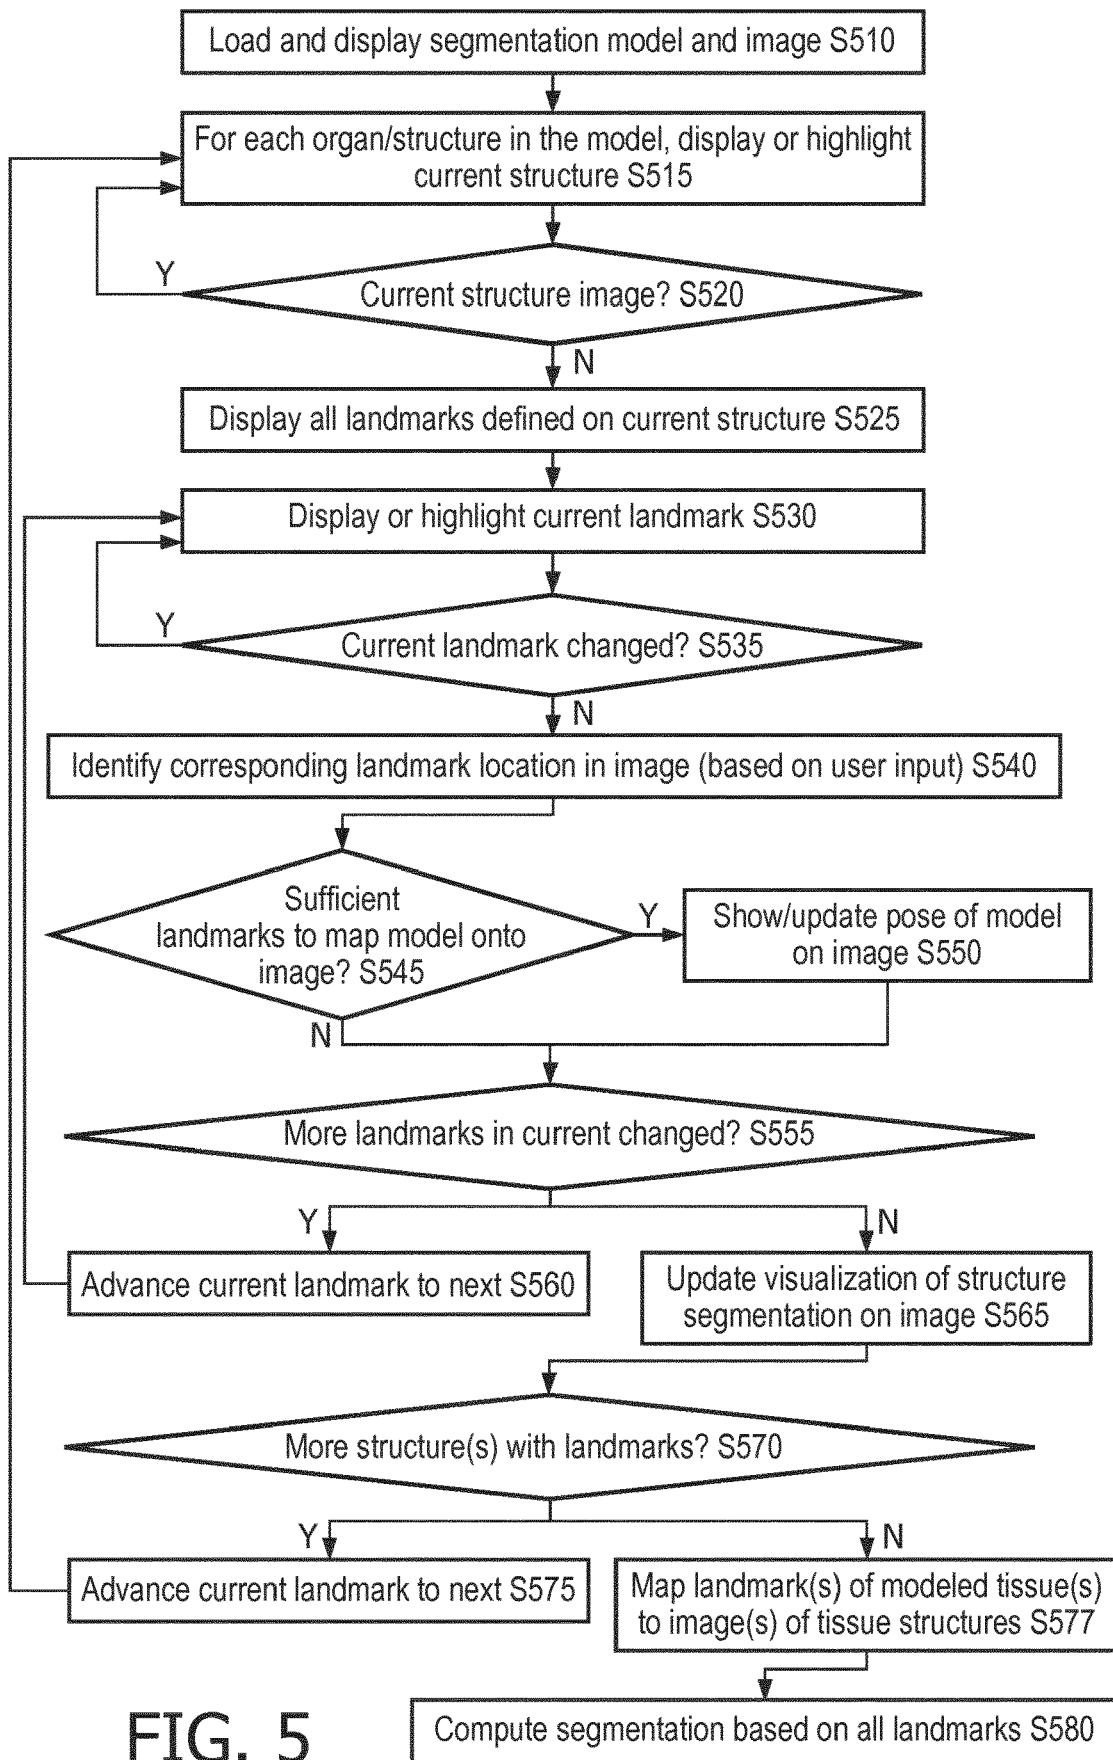 Load and display segmentation model and image S510
For each organ/structure in the model, display or highlight
current structure S515
Y
Current structure image? S520
N
Display all landmarks defined on current structure S525
Display or highlight current landmark S530
Y
Current landmark changed? S535
N
Identify corresponding landmark location in image (based on user input) S540
Sufficient
landmarks to map model onto
image? S545
Y
Show/update pose of model
on image S550
N
More landmarks in current changed? S555
Y
N
Advance current landmark to next S560
Update visualization of structure
segmentation on image S565
More structure(s) with landmarks? S570
Y
N
Advance current landmark to next S575
Map landmark(s) of modeled tissue(s)
to image(s) of tissue structures S577
Compute segmentation based on all landmarks S580
FIG. 5